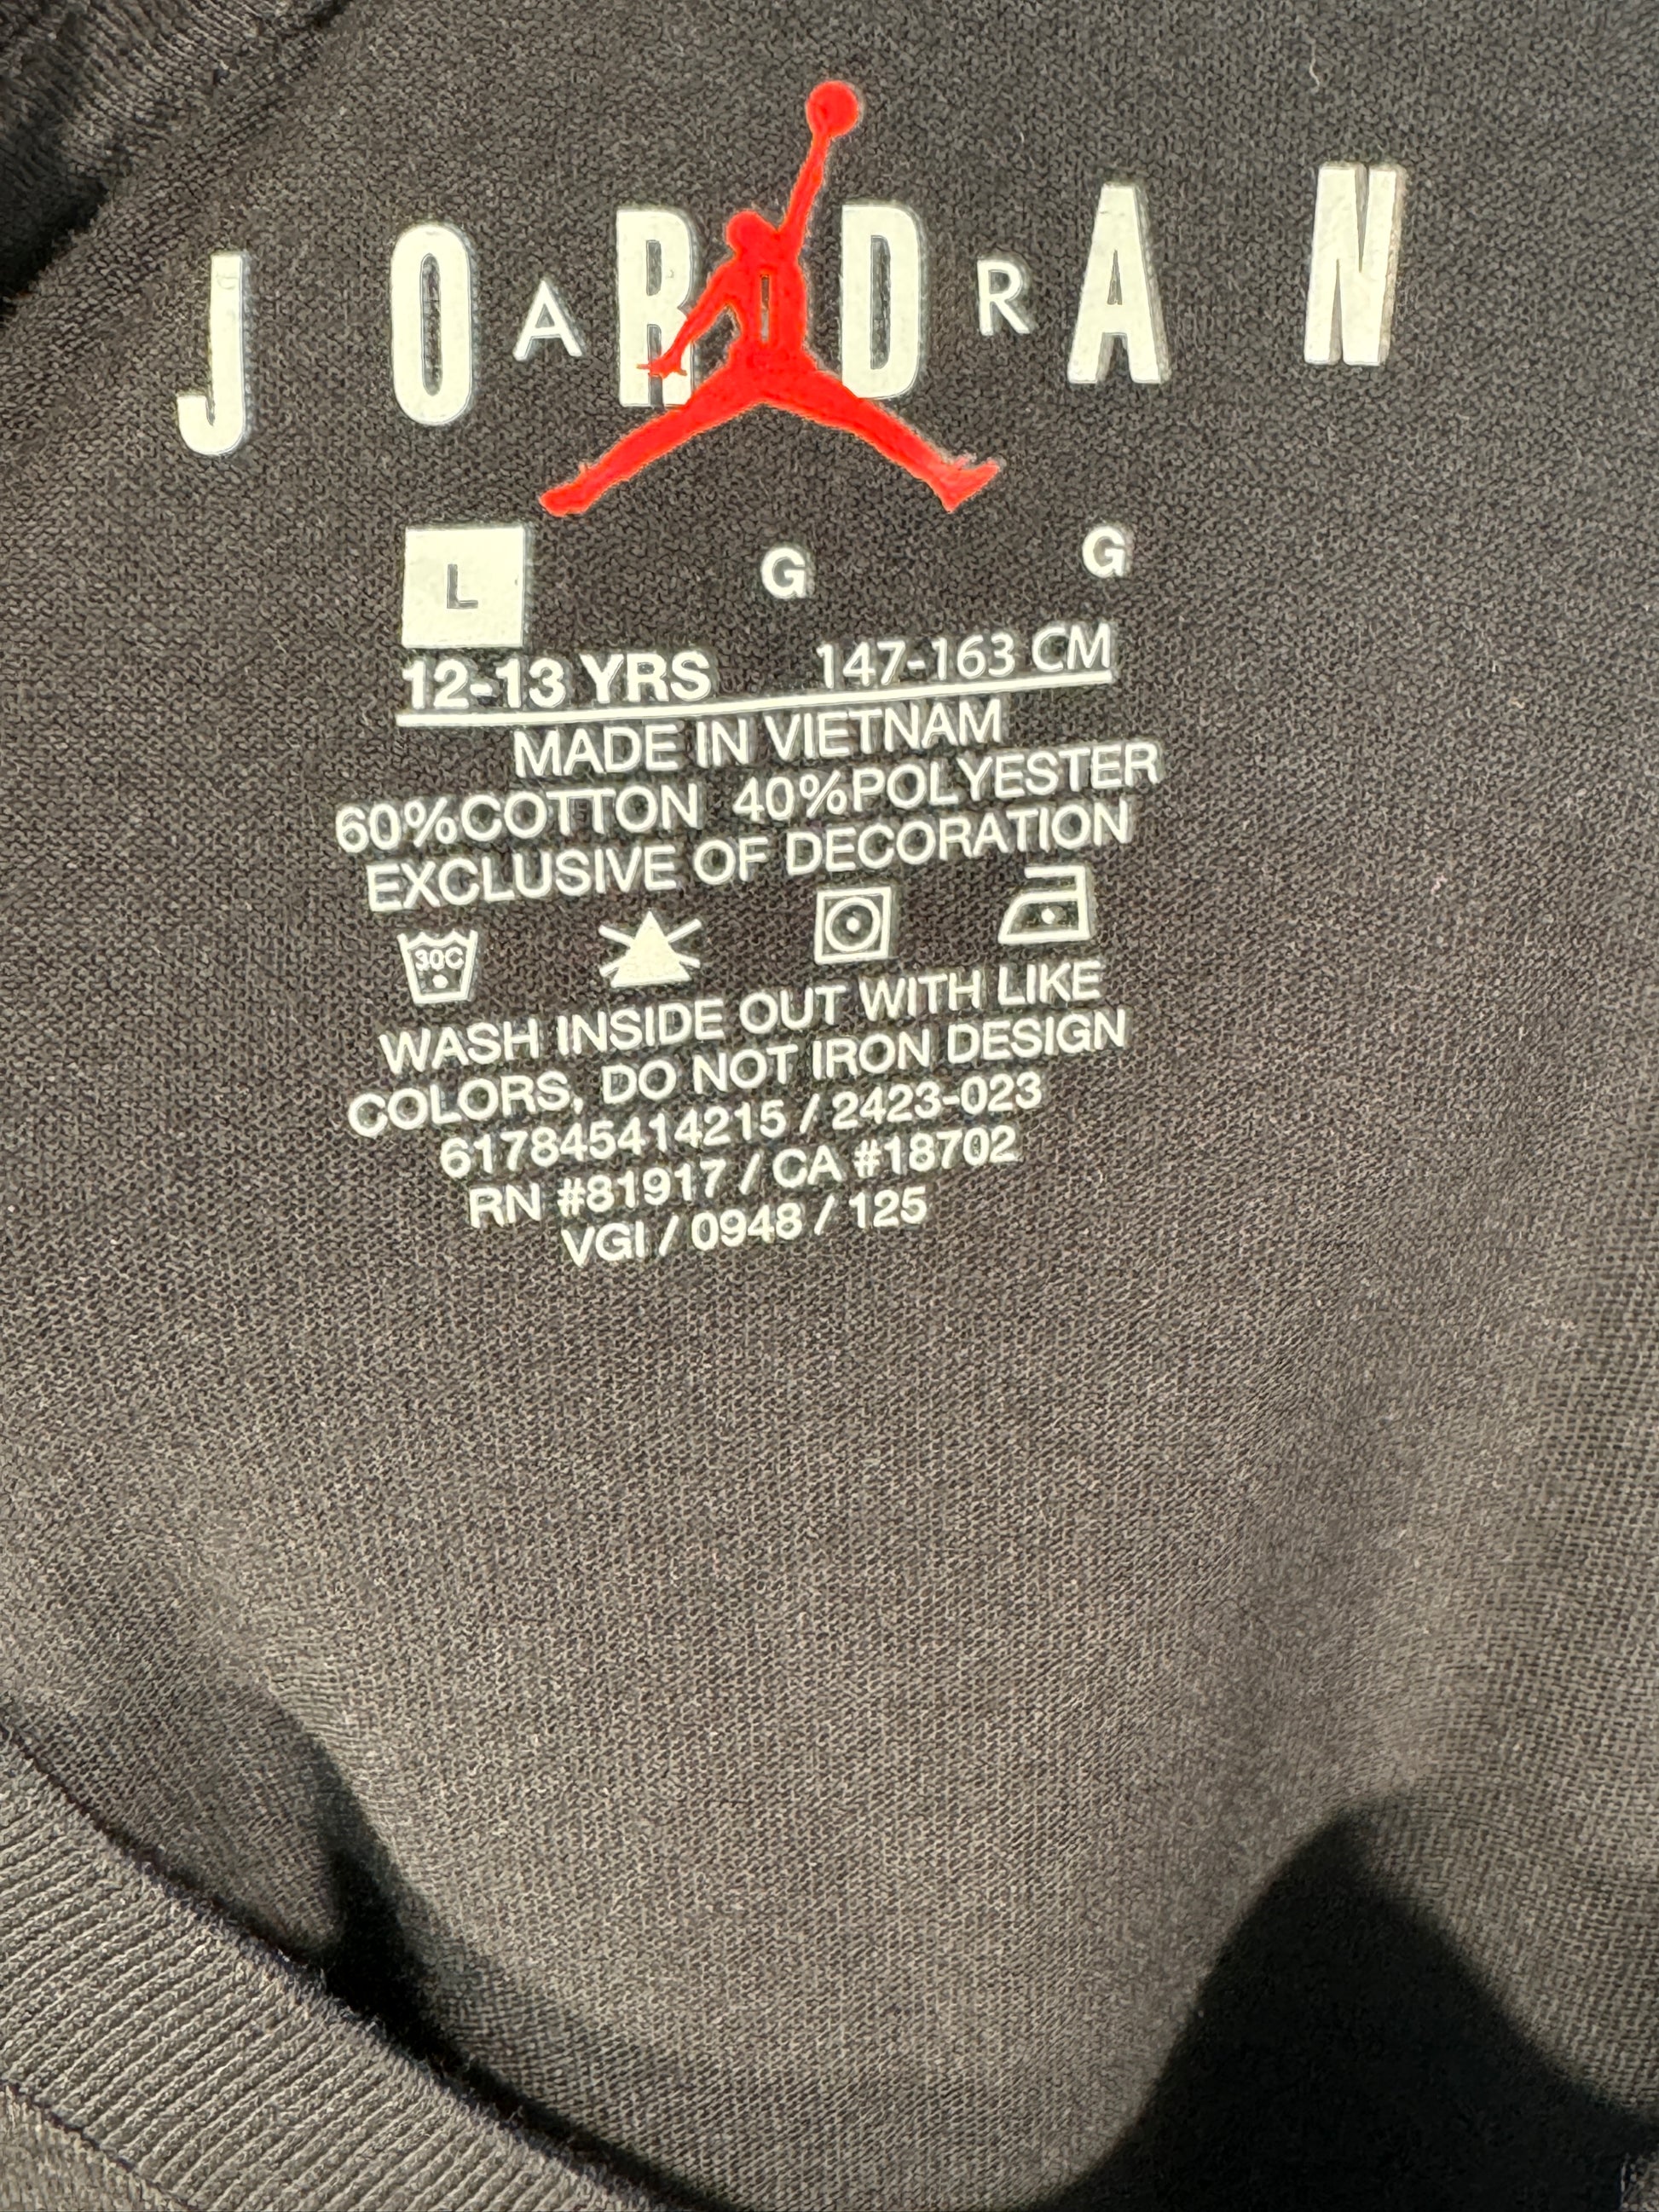 JORDAN
AIR
L G G
12-13 YRS 147-163 CM
MADE IN VIETNAM
60%COTTON 40%POLYESTER
EXCLUSIVE OF DECORATION
30C
WASH INSIDE OUT WITH LIKE
COLORS, DO NOT IRON DESIGN
617845414215 / 2423-023
RN #81917 / CA #18702
VGI / 0948 / 125